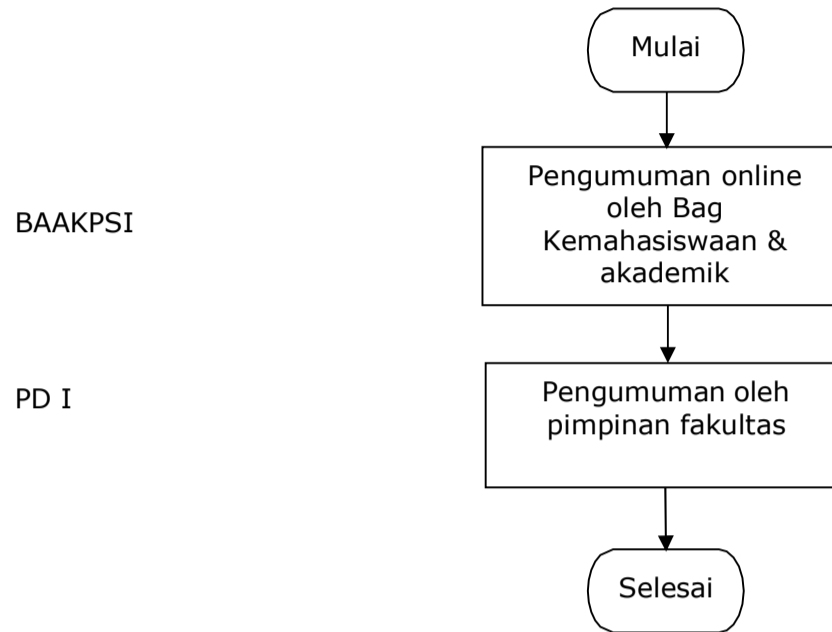 Mulai
BAAKPSI
Pengumuman online
oleh Bag
Kemahasiswaan &
akademik
PD I
Pengumuman oleh
pimpinan fakultas
Selesai